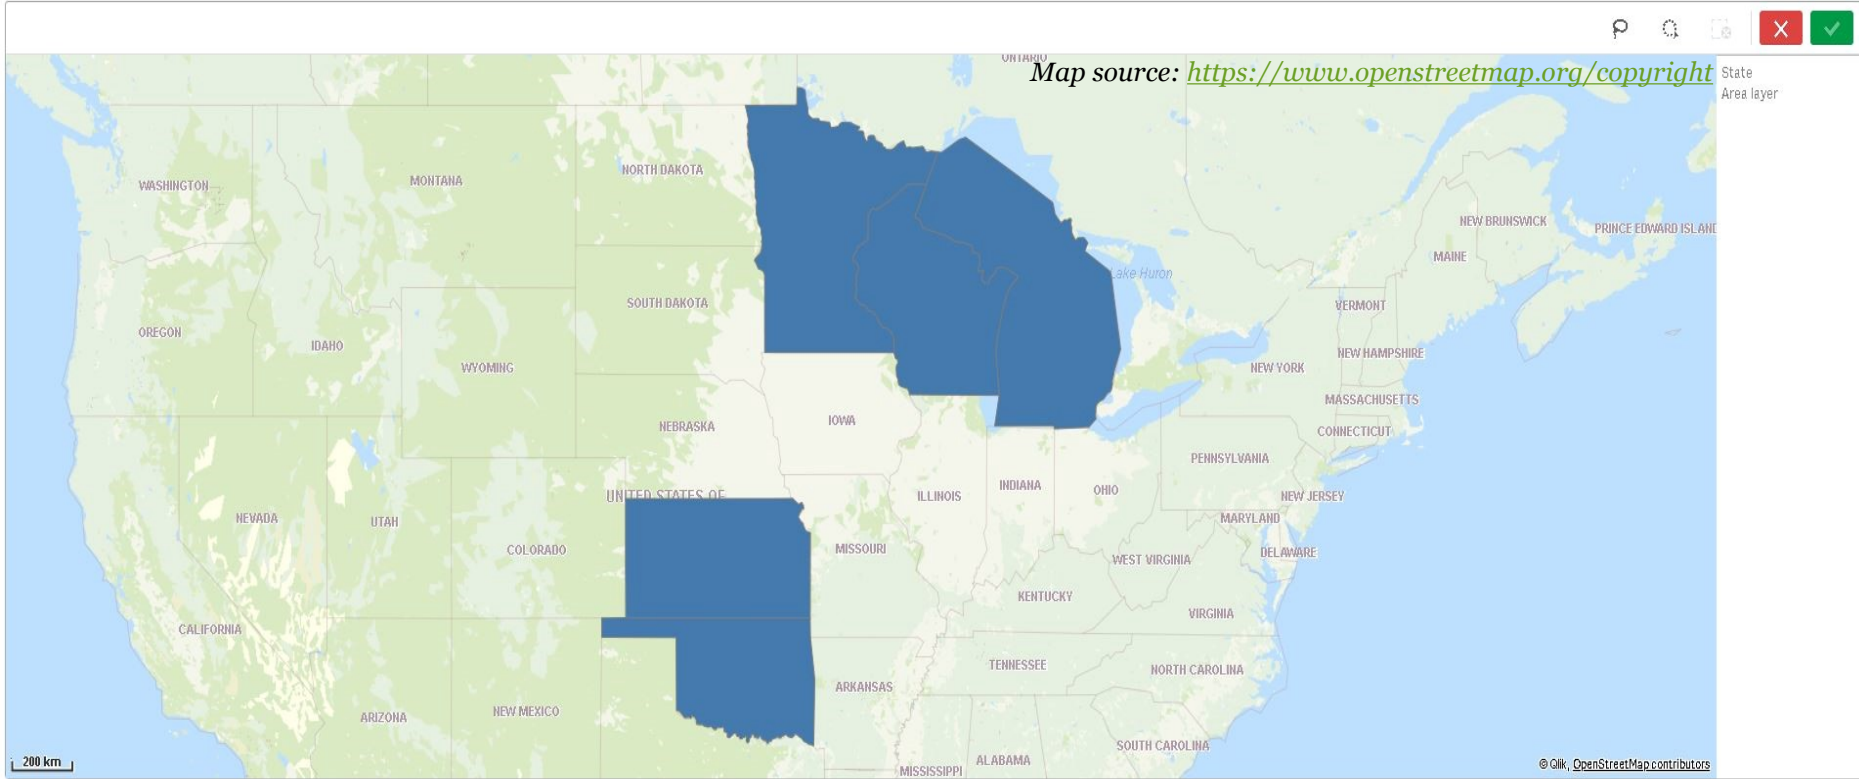 ONTARIO
Map source: https://www.openstreetmap.org/copyright
State
Area layer
NORTH DAKOTA
MONTANA
WASHINGTON
NEW BRUNSWICK
PRINCE EDWARD ISLAND
MAINE
Lake Huron
SOUTH DAKOTA
VERMONT
OREGON
IDAHO
NEW HAMPSHIRE
WYOMING
NEW YORK
MASSACHUSETTS
IOWA
NEBRASKA
CONNECTICUT
PENNSYLVANIA
INDIANA
OHIO
UNITED STATES OF
ILLINOIS
NEW JERSEY
NEVADA
UTAH
MARYLAND
COLORADO
MISSOURI
DELAWARE
WEST VIRGINIA
KENTUCKY
VIRGINIA
CALIFORNIA
TENNESSEE
NORTH CAROLINA
ARKANSAS
NEW MEXICO
ARIZONA
SOUTH CAROLINA
ALABAMA
MISSISSIPPI
200 km
© Qlik, OpenStreetMap contributors